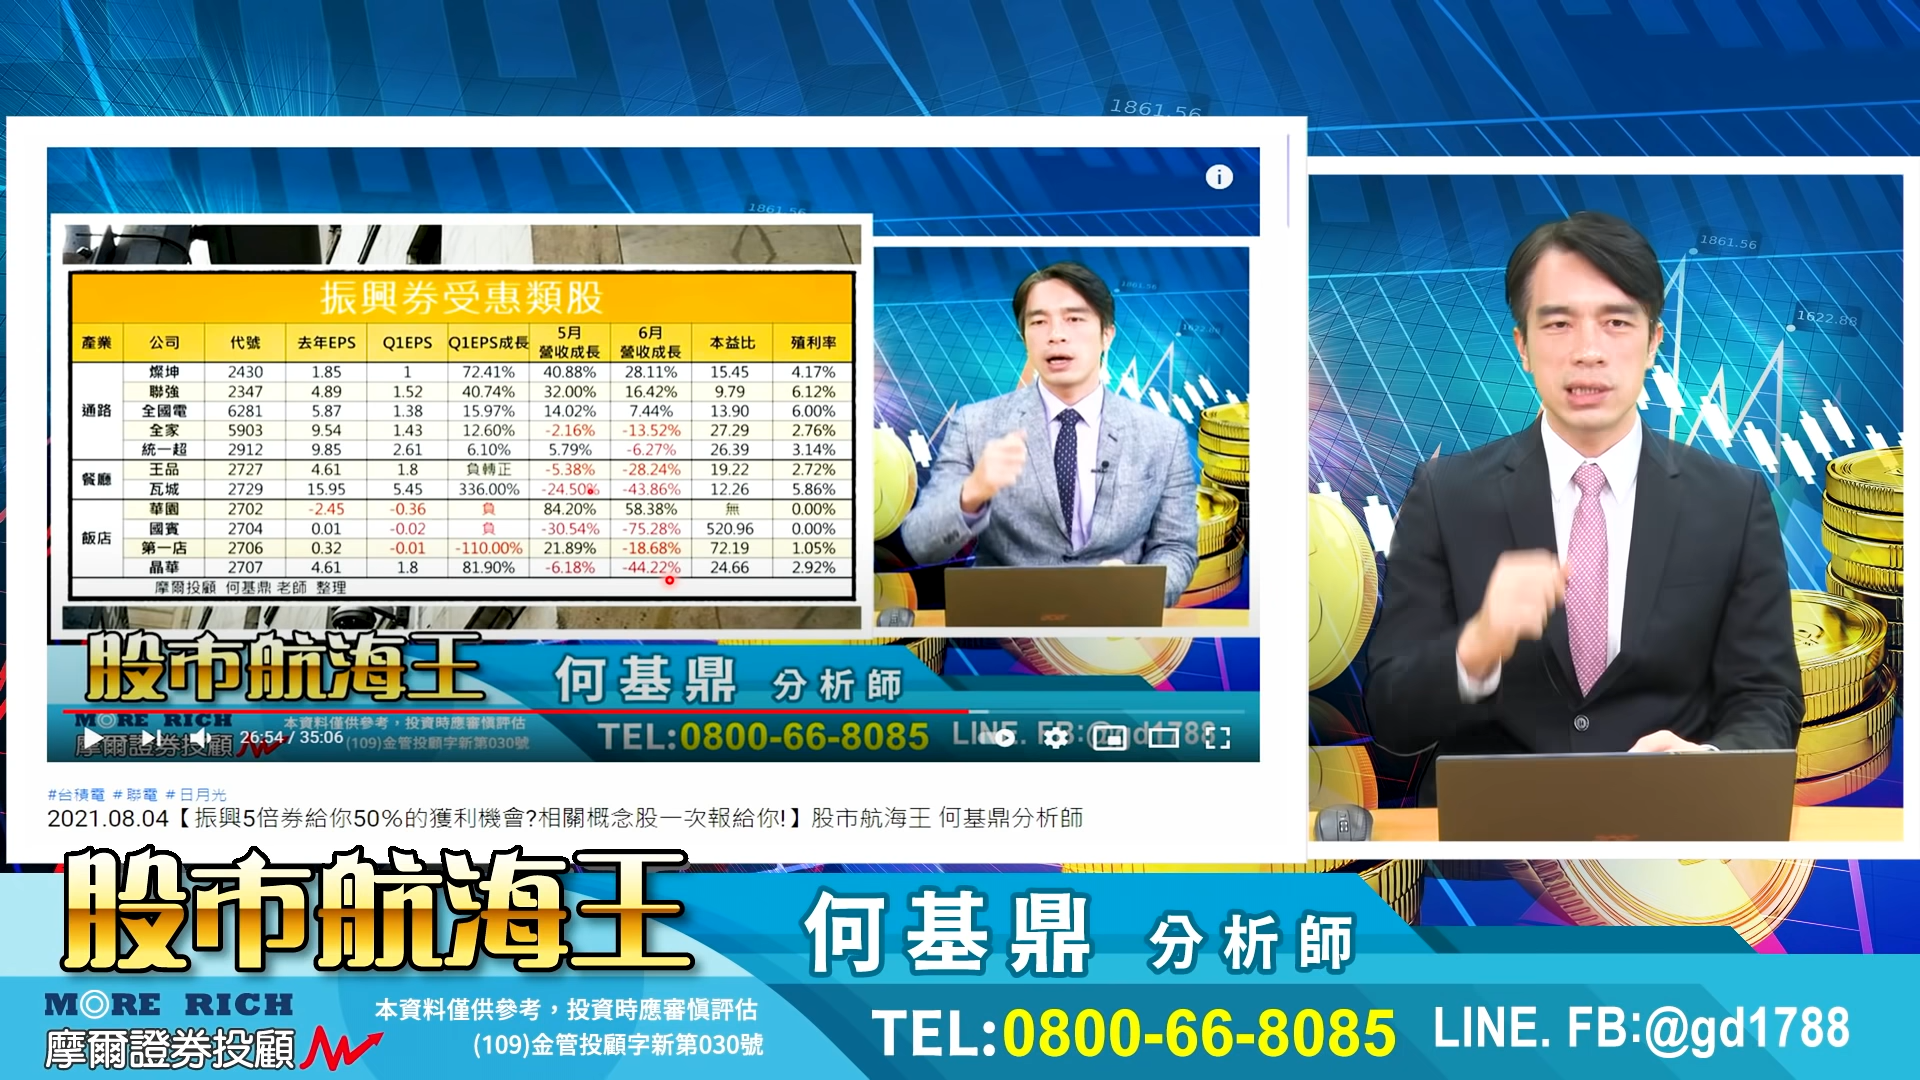 1861.56
1861.56
振興券受惠類股
產業 公司 代號 去年EPS Q1EPS Q1EPS成長 5月營收成長 6月營收成長 本益比 殖利率
通路 燦坤 2430 1.85 1 72.41% 40.88% 28.11% 15.45 4.17%
聯強 2347 4.89 1.52 40.74% 32.00% 16.42% 9.79 6.12%
全國電 6281 5.87 1.38 15.97% 14.02% 7.44% 13.90 6.00%
全家 5903 9.54 1.43 12.60% -2.16% -13.52% 27.29 2.76%
統一超 2912 9.85 2.61 6.10% 5.79% -6.27% 26.39 3.14%
餐廳 王品 2727 4.61 1.8 負轉正 -5.38% -28.24% 19.22 2.72%
瓦城 2729 15.95 5.45 336.00% -24.50% -43.86% 12.26 5.86%
飯店 華園 2702 -2.45 -0.36 負 84.20% 58.38% 無 0.00%
國賓 2704 0.01 -0.02 負 -30.54% -75.28% 520.96 0.00%
第一店 2706 0.32 -0.01 -110.00% 21.89% -18.68% 72.19 1.05%
晶華 2707 4.61 1.8 81.90% -6.18% -44.22% 24.66 2.92%
摩爾投顧 何基鼎 老師 整理
1861.56
1622.88
股市航海王
何基鼎 分析師
MORE RICH
摩爾證券投顧
本資料僅供參考，投資時應審慎評估
(109)金管投顧字新第030號
TEL:0800-66-8085
LINE. FB:@gd1788
26:54 / 35:06
#台積電 #聯電 #日月光
2021.08.04【振興5倍券給你50%的獲利機會?相關概念股一次報給你!】股市航海王 何基鼎分析師
股市航海王
何基鼎 分析師
MORE RICH
摩爾證券投顧
本資料僅供參考，投資時應審慎評估
(109)金管投顧字新第030號
TEL:0800-66-8085
LINE. FB:@gd1788